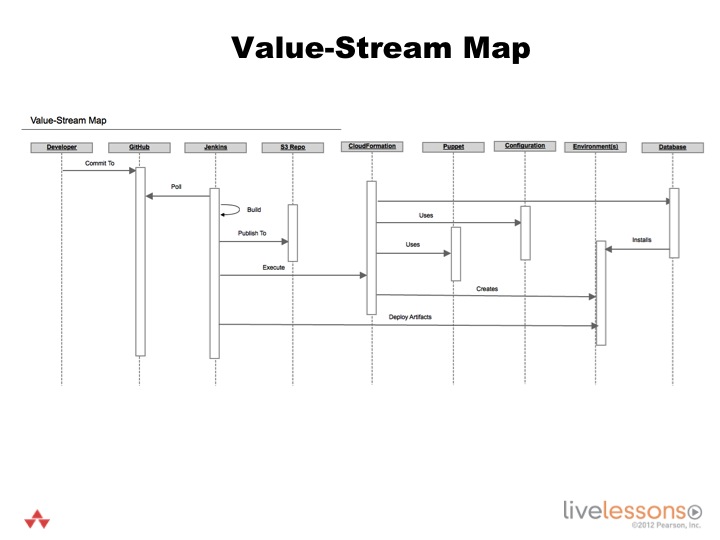 Value-Stream Map
Value-Stream Map
Developer GitHub Jenkins S3 Repo CloudFormation Puppet Configuration Environment(s) Database
Commit To
Poll
Build
Uses
Publish To
Installs
Uses
Execute
Creates
Deploy Artifacts
livelessons
©2012 Pearson, Inc.